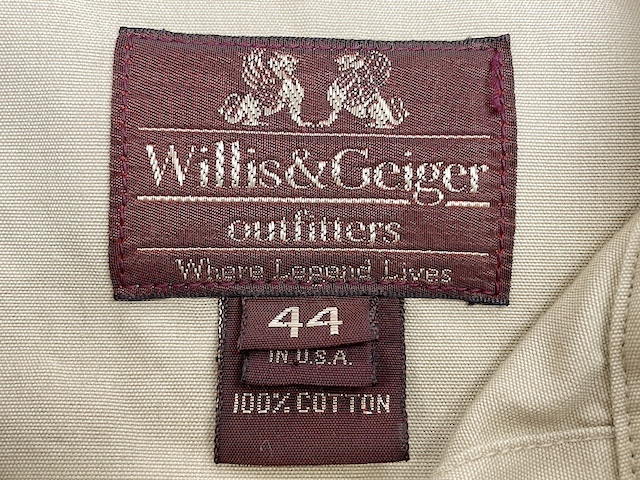 Willis&Geiger
outfitters
Where Legend Lives
44
IN U.S.A.
100% COTTON